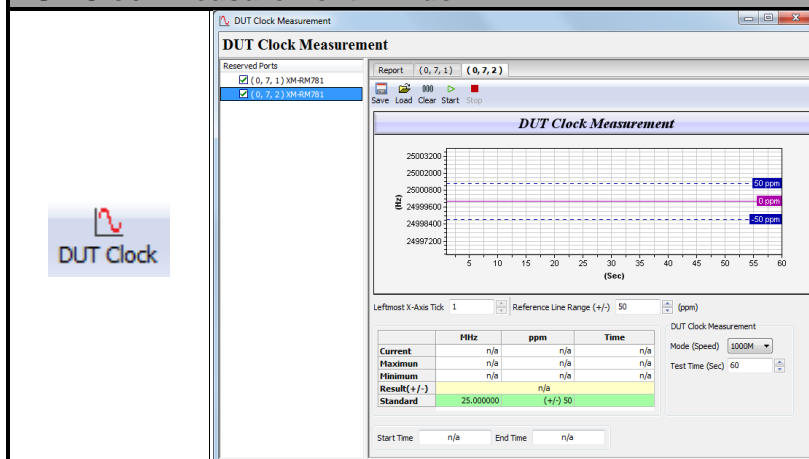 DUT Clock
DUT Clock Measurement
DUT Clock Measurement
Reserved Ports
( 0, 7, 1 ) XM-RM781
( 0, 7, 2 ) XM-RM781
Report ( 0, 7, 1 ) ( 0, 7, 2 )
Save Load Clear Start Stop
DUT Clock Measurement
25003200
25002000
25000800
24999600
24998400
24997200
(Hz)
50 ppm
0 ppm
-50 ppm
5 10 15 20 25 30 35 40 45 50 55 60
(Sec)
Leftmost X-Axis Tick 1 Reference Line Range (+/-) 50 (ppm)
MHz ppm Time
Current n/a n/a n/a
Maximun n/a n/a n/a
Minimum n/a n/a n/a
Result(+/-) n/a
Standard 25.000000 (+/-) 50
DUT Clock Measurement
Mode (Speed) 1000M
Test Time (Sec) 60
Start Time n/a End Time n/a